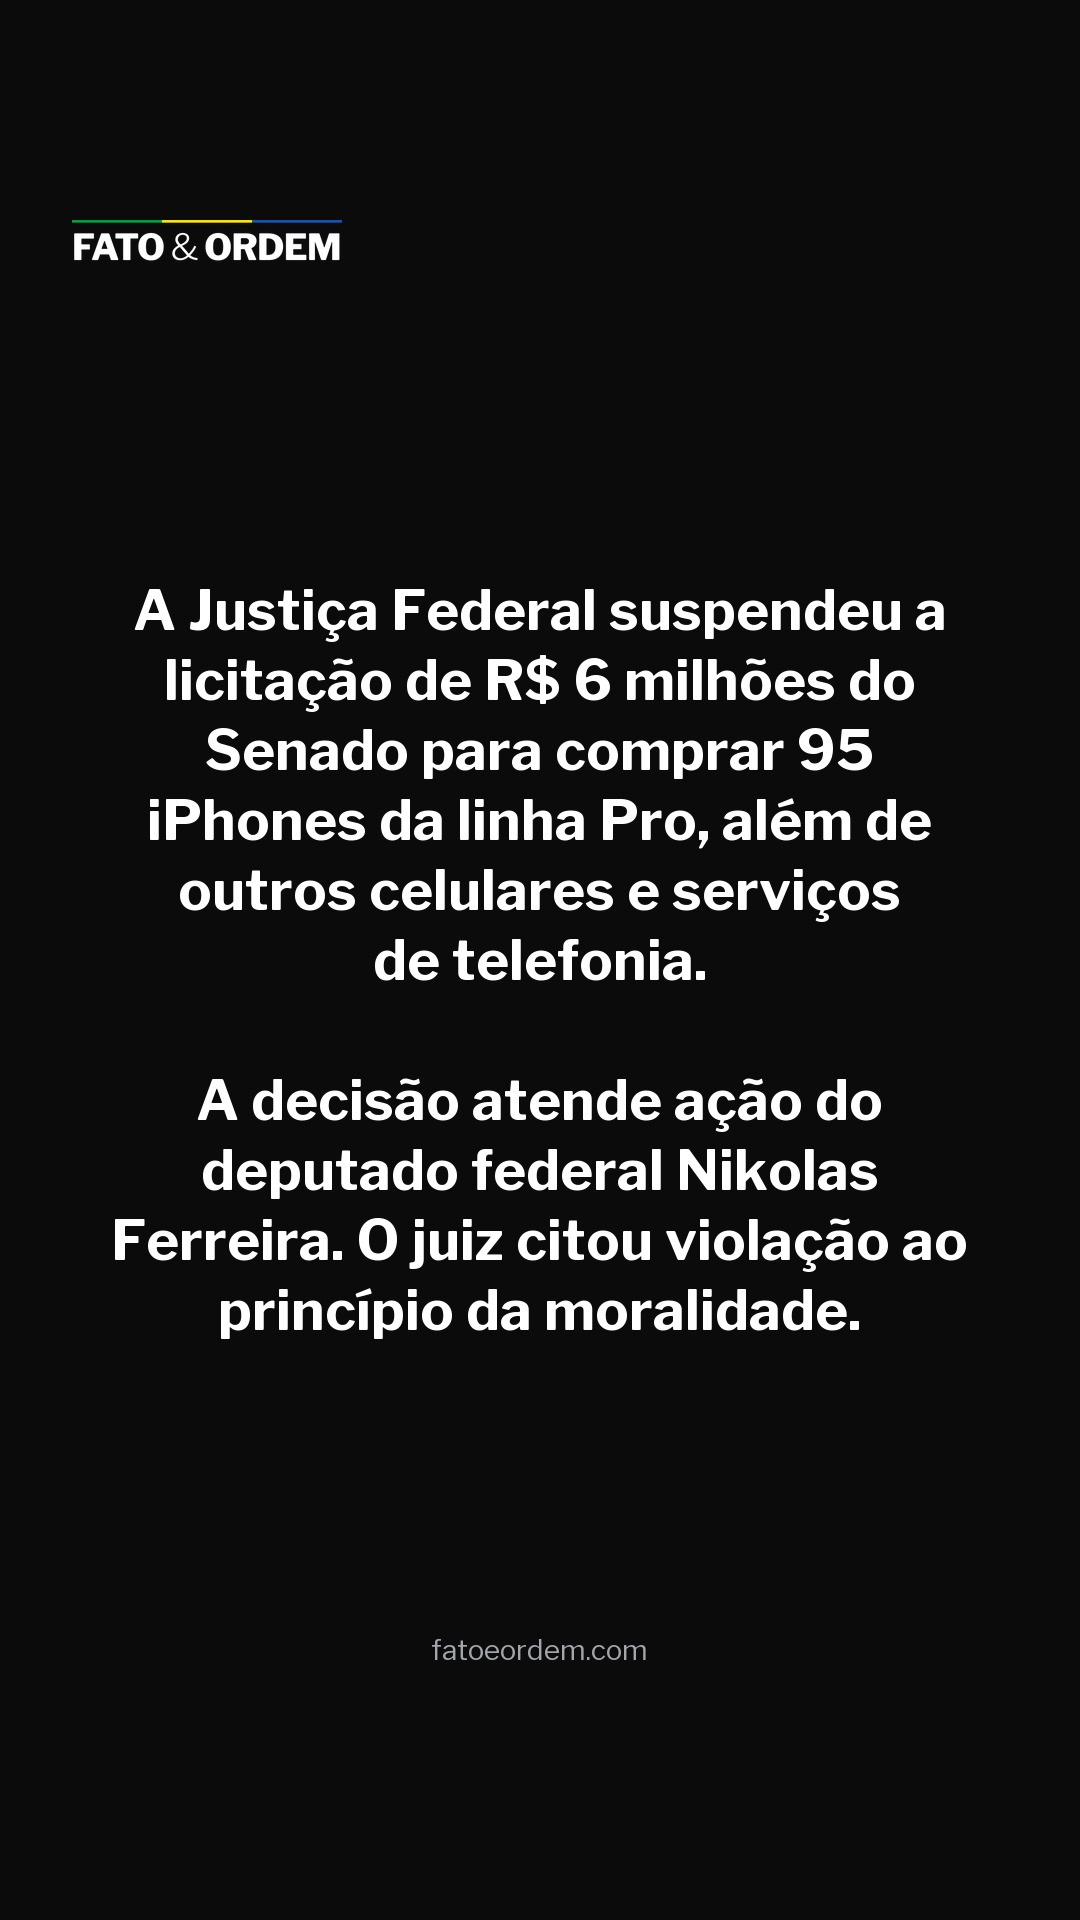 FATO & ORDEM
A Justiça Federal suspendeu a
licitação de R$ 6 milhões do
Senado para comprar 95
iPhones da linha Pro, além de
outros celulares e serviços
de telefonia.
A decisão atende ação do
deputado federal Nikolas
Ferreira. O juiz citou violação ao
princípio da moralidade.
fatoeordem.com